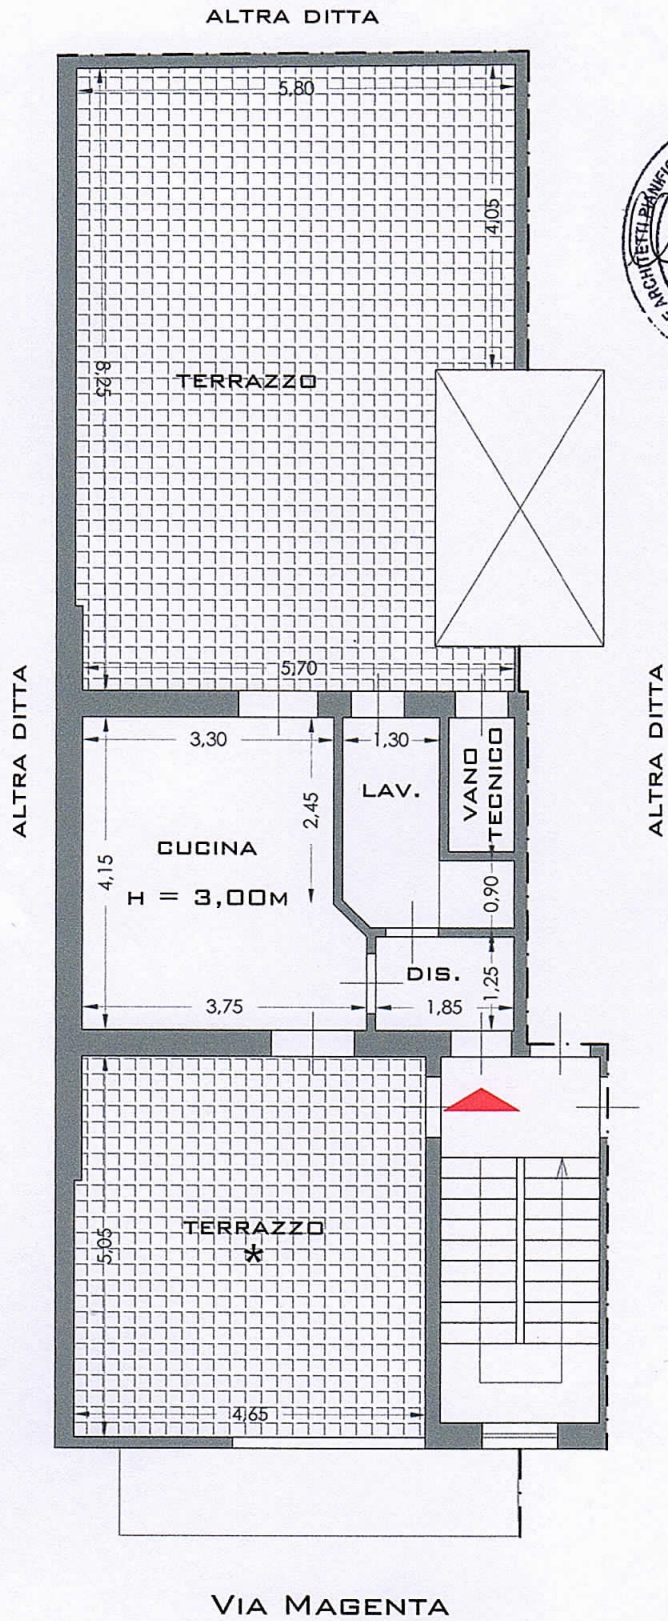 ALTRA DITTA
5,80
4,05
ARCHITETTI PIANIFIC
8,25
TERRAZZO
5,70
ALTRA DITTA
ALTRA DITTA
3,30
1,30
VANO
TECNICO
2,45
LAV.
CUCINA
4,15
H = 3,00M
0,90
DIS.
1,25
3,75
1,85
TERRAZZO
*
5,05
4,65
VIA MAGENTA